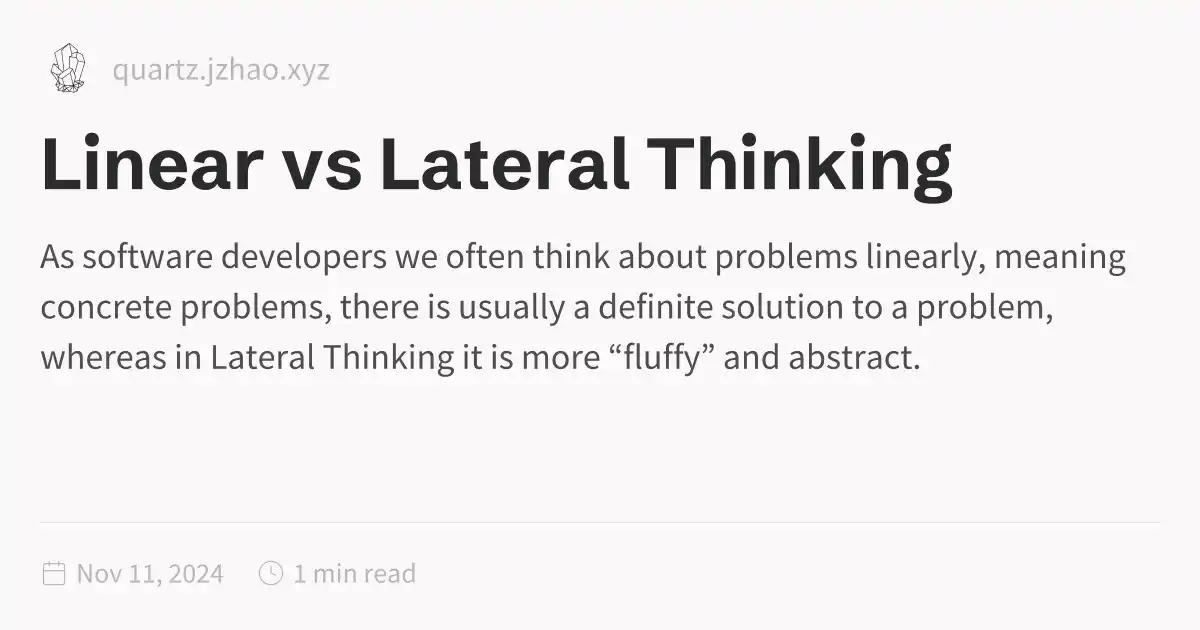 quartz.jzhao.xyz
Linear vs Lateral Thinking
As software developers we often think about problems linearly, meaning
concrete problems, there is usually a definite solution to a problem,
whereas in Lateral Thinking it is more “fluffy” and abstract.
Nov 11, 2024 1 min read